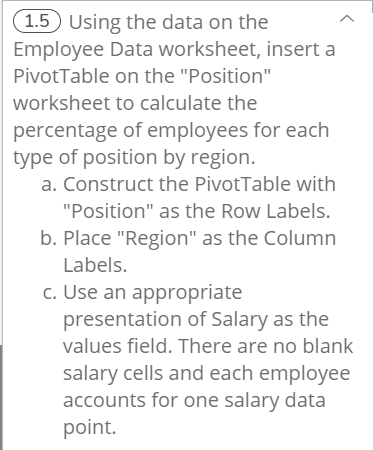 1.5 Using the data on the
Employee Data worksheet, insert a
PivotTable on the "Position"
worksheet to calculate the
percentage of employees for each
type of position by region.
a. Construct the PivotTable with
"Position" as the Row Labels.
b. Place "Region" as the Column
Labels.
c. Use an appropriate
presentation of Salary as the
values field. There are no blank
salary cells and each employee
accounts for one salary data
point.